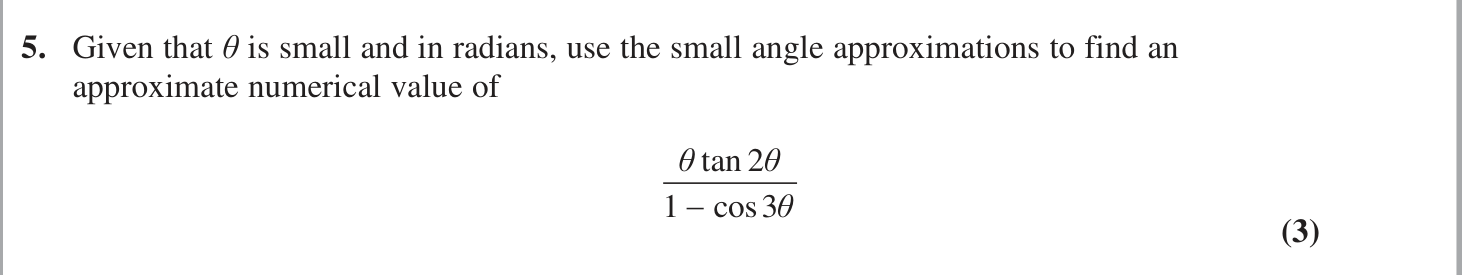 5. Given that θ is small and in radians, use the small angle approximations to find an
approximate numerical value of
θ tan 2θ
1 – cos 3θ
(3)